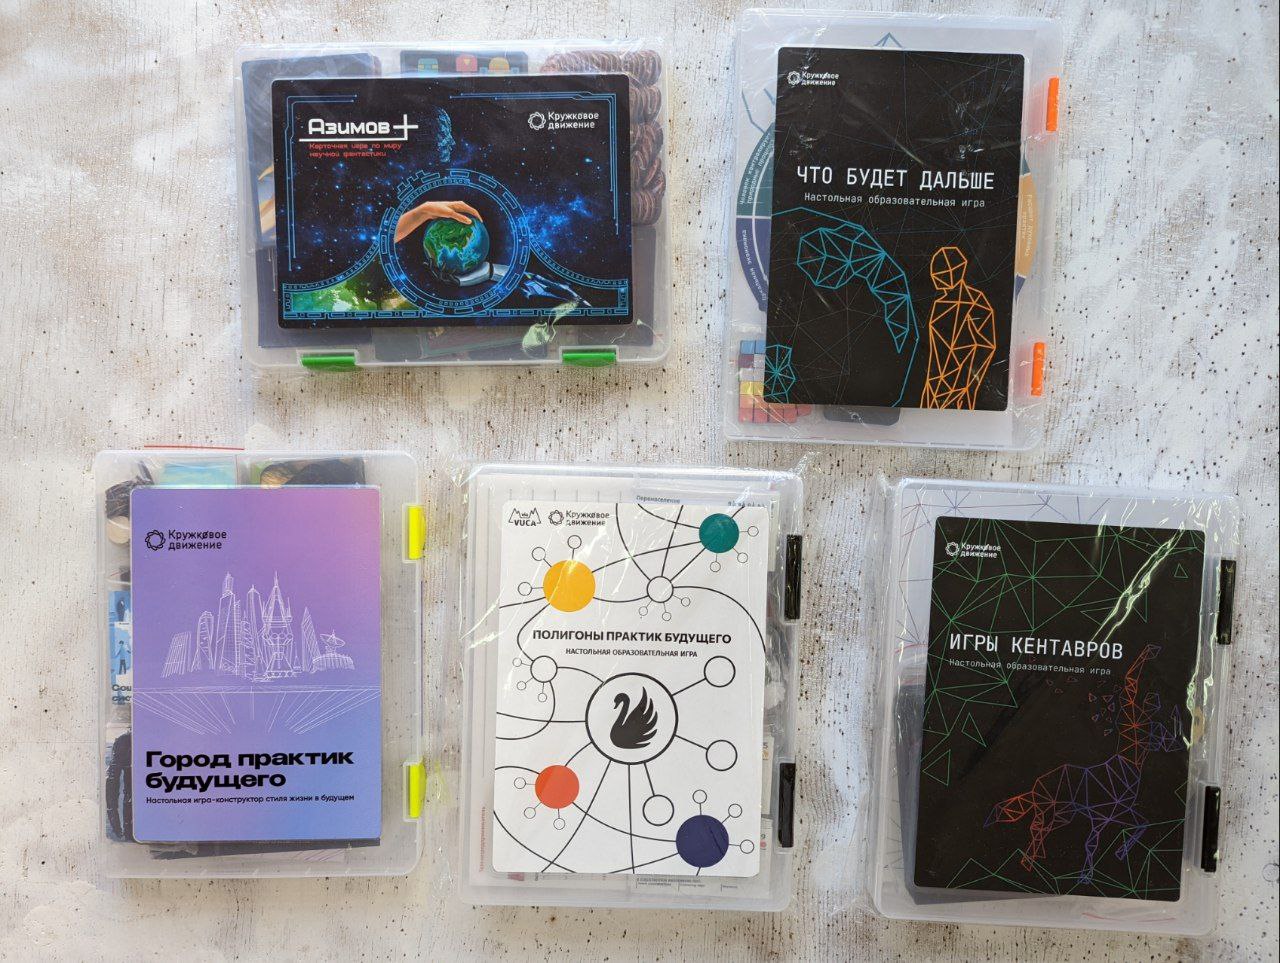 Азимов+
Карточная игра по миру
научной фантастики
Кружковое
движение
Кружковое
движение
ЧТО БУДЕТ ДАЛЬШЕ
Настольная образовательная игра
Кружковое
движение
Город практик
будущего
Настольная игра-конструктор стиля жизни в будущем
VUCA
Кружковое
движение
Перенаселение
ПОЛИГОНЫ ПРАКТИК БУДУЩЕГО
НАСТОЛЬНАЯ ОБРАЗОВАТЕЛЬНАЯ ИГРА
Кружковое
движение
ИГРЫ КЕНТАВРОВ
Настольная образовательная игра